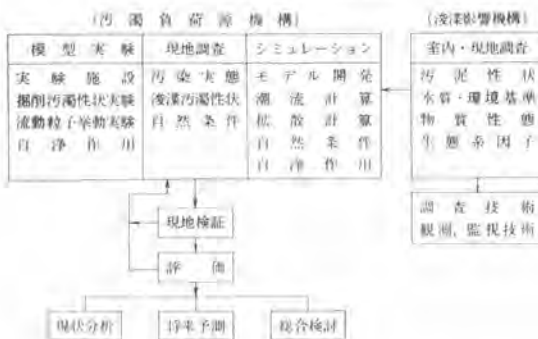 (汚濁負荷源機構)
模型実験
実験施設
掘削汚濁性状実験
流動粒子挙動実験
自浄作用
現地調査
汚染実態
浚渫汚濁性状
自然条件
シミュレーション
モデル開発
潮流計算
拡散計算
自然条件
自浄作用
(浚渫影響機構)
室内・現地調査
汚泥性状
水質・環境基準
物質性態
生態系因子
調査技術
観測、監視技術
現地検証
評価
現状分析
将来予測
総合検討